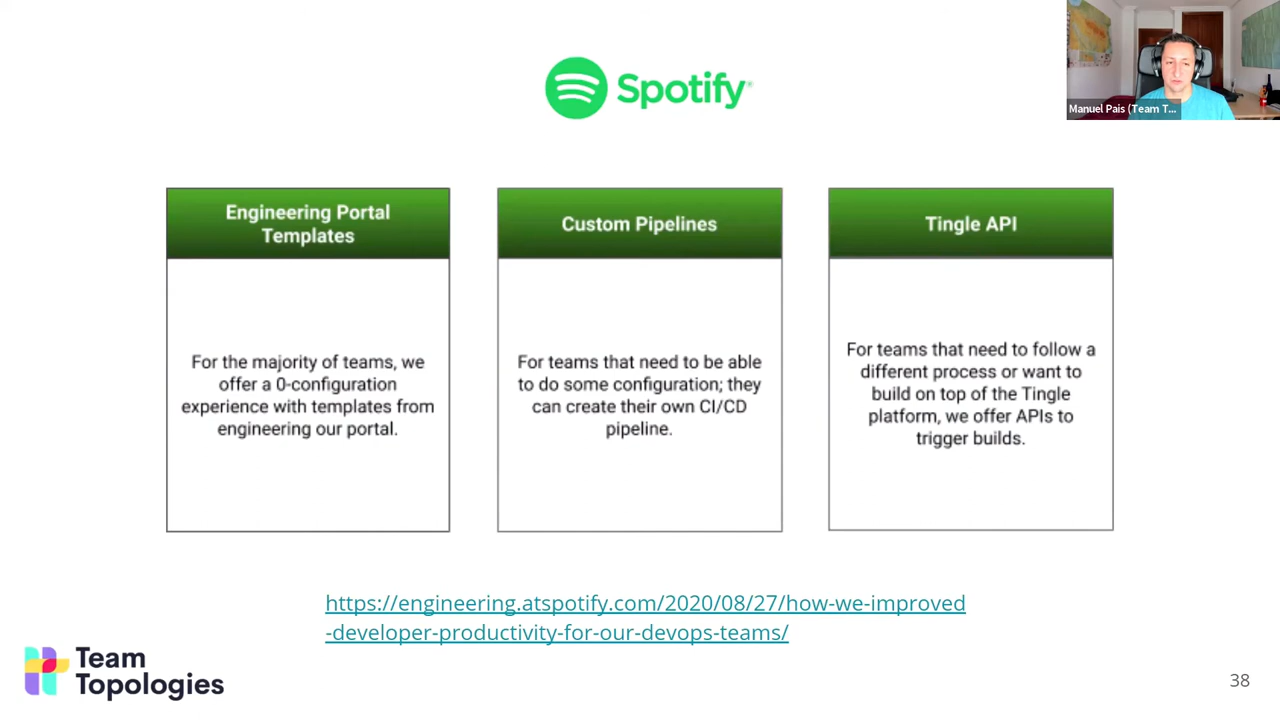 Spotify
Manuel Pais (Team T...
Engineering Portal
Templates
For the majority of teams, we
offer a 0-configuration
experience with templates from
engineering our portal.
Custom Pipelines
For teams that need to be able
to do some configuration; they
can create their own CI/CD
pipeline.
Tingle API
For teams that need to follow a
different process or want to
build on top of the Tingle
platform, we offer APIs to
trigger builds.
https://engineering.atspotify.com/2020/08/27/how-we-improved
-developer-productivity-for-our-devops-teams/
Team
Topologies
38